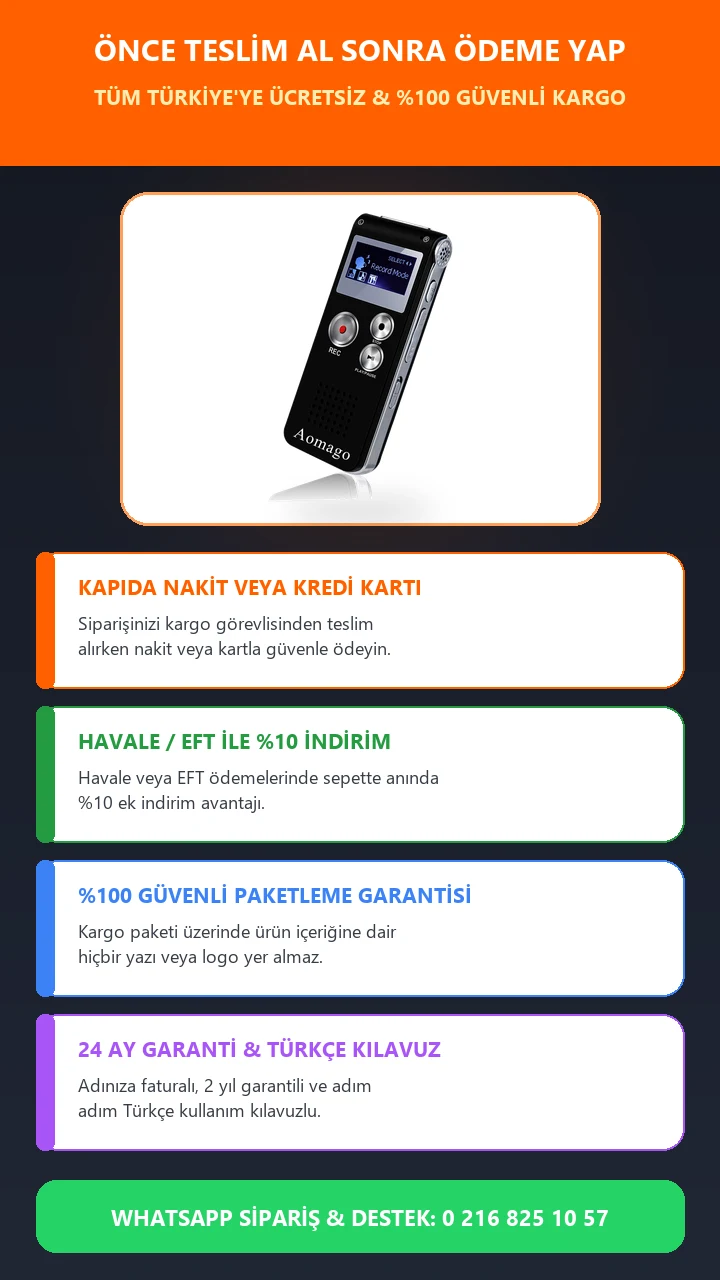 ÖNCE TESLİM AL SONRA ÖDEME YAP
TÜM TÜRKİYE'YE ÜCRETSİZ & %100 GÜVENLİ KARGO
SELECT
Record Mode
REC
STOP
PLAY/PAUSE
Aomago
KAPIDA NAKİT VEYA KREDİ KARTI
Siparişinizi kargo görevlisinden teslim
alırken nakit veya kartla güvenle ödeyin.
HAVALE / EFT İLE %10 İNDİRİM
Havale veya EFT ödemelerinde sepette anında
%10 ek indirim avantajı.
%100 GÜVENLİ PAKETLEME GARANTİSİ
Kargo paketi üzerinde ürün içeriğine dair
hiçbir yazı veya logo yer almaz.
24 AY GARANTİ & TÜRKÇE KILAVUZ
Adınıza faturalı, 2 yıl garantili ve adım
adım Türkçe kullanım kılavuzlu.
WHATSAPP SİPARİŞ & DESTEK: 0 216 825 10 57